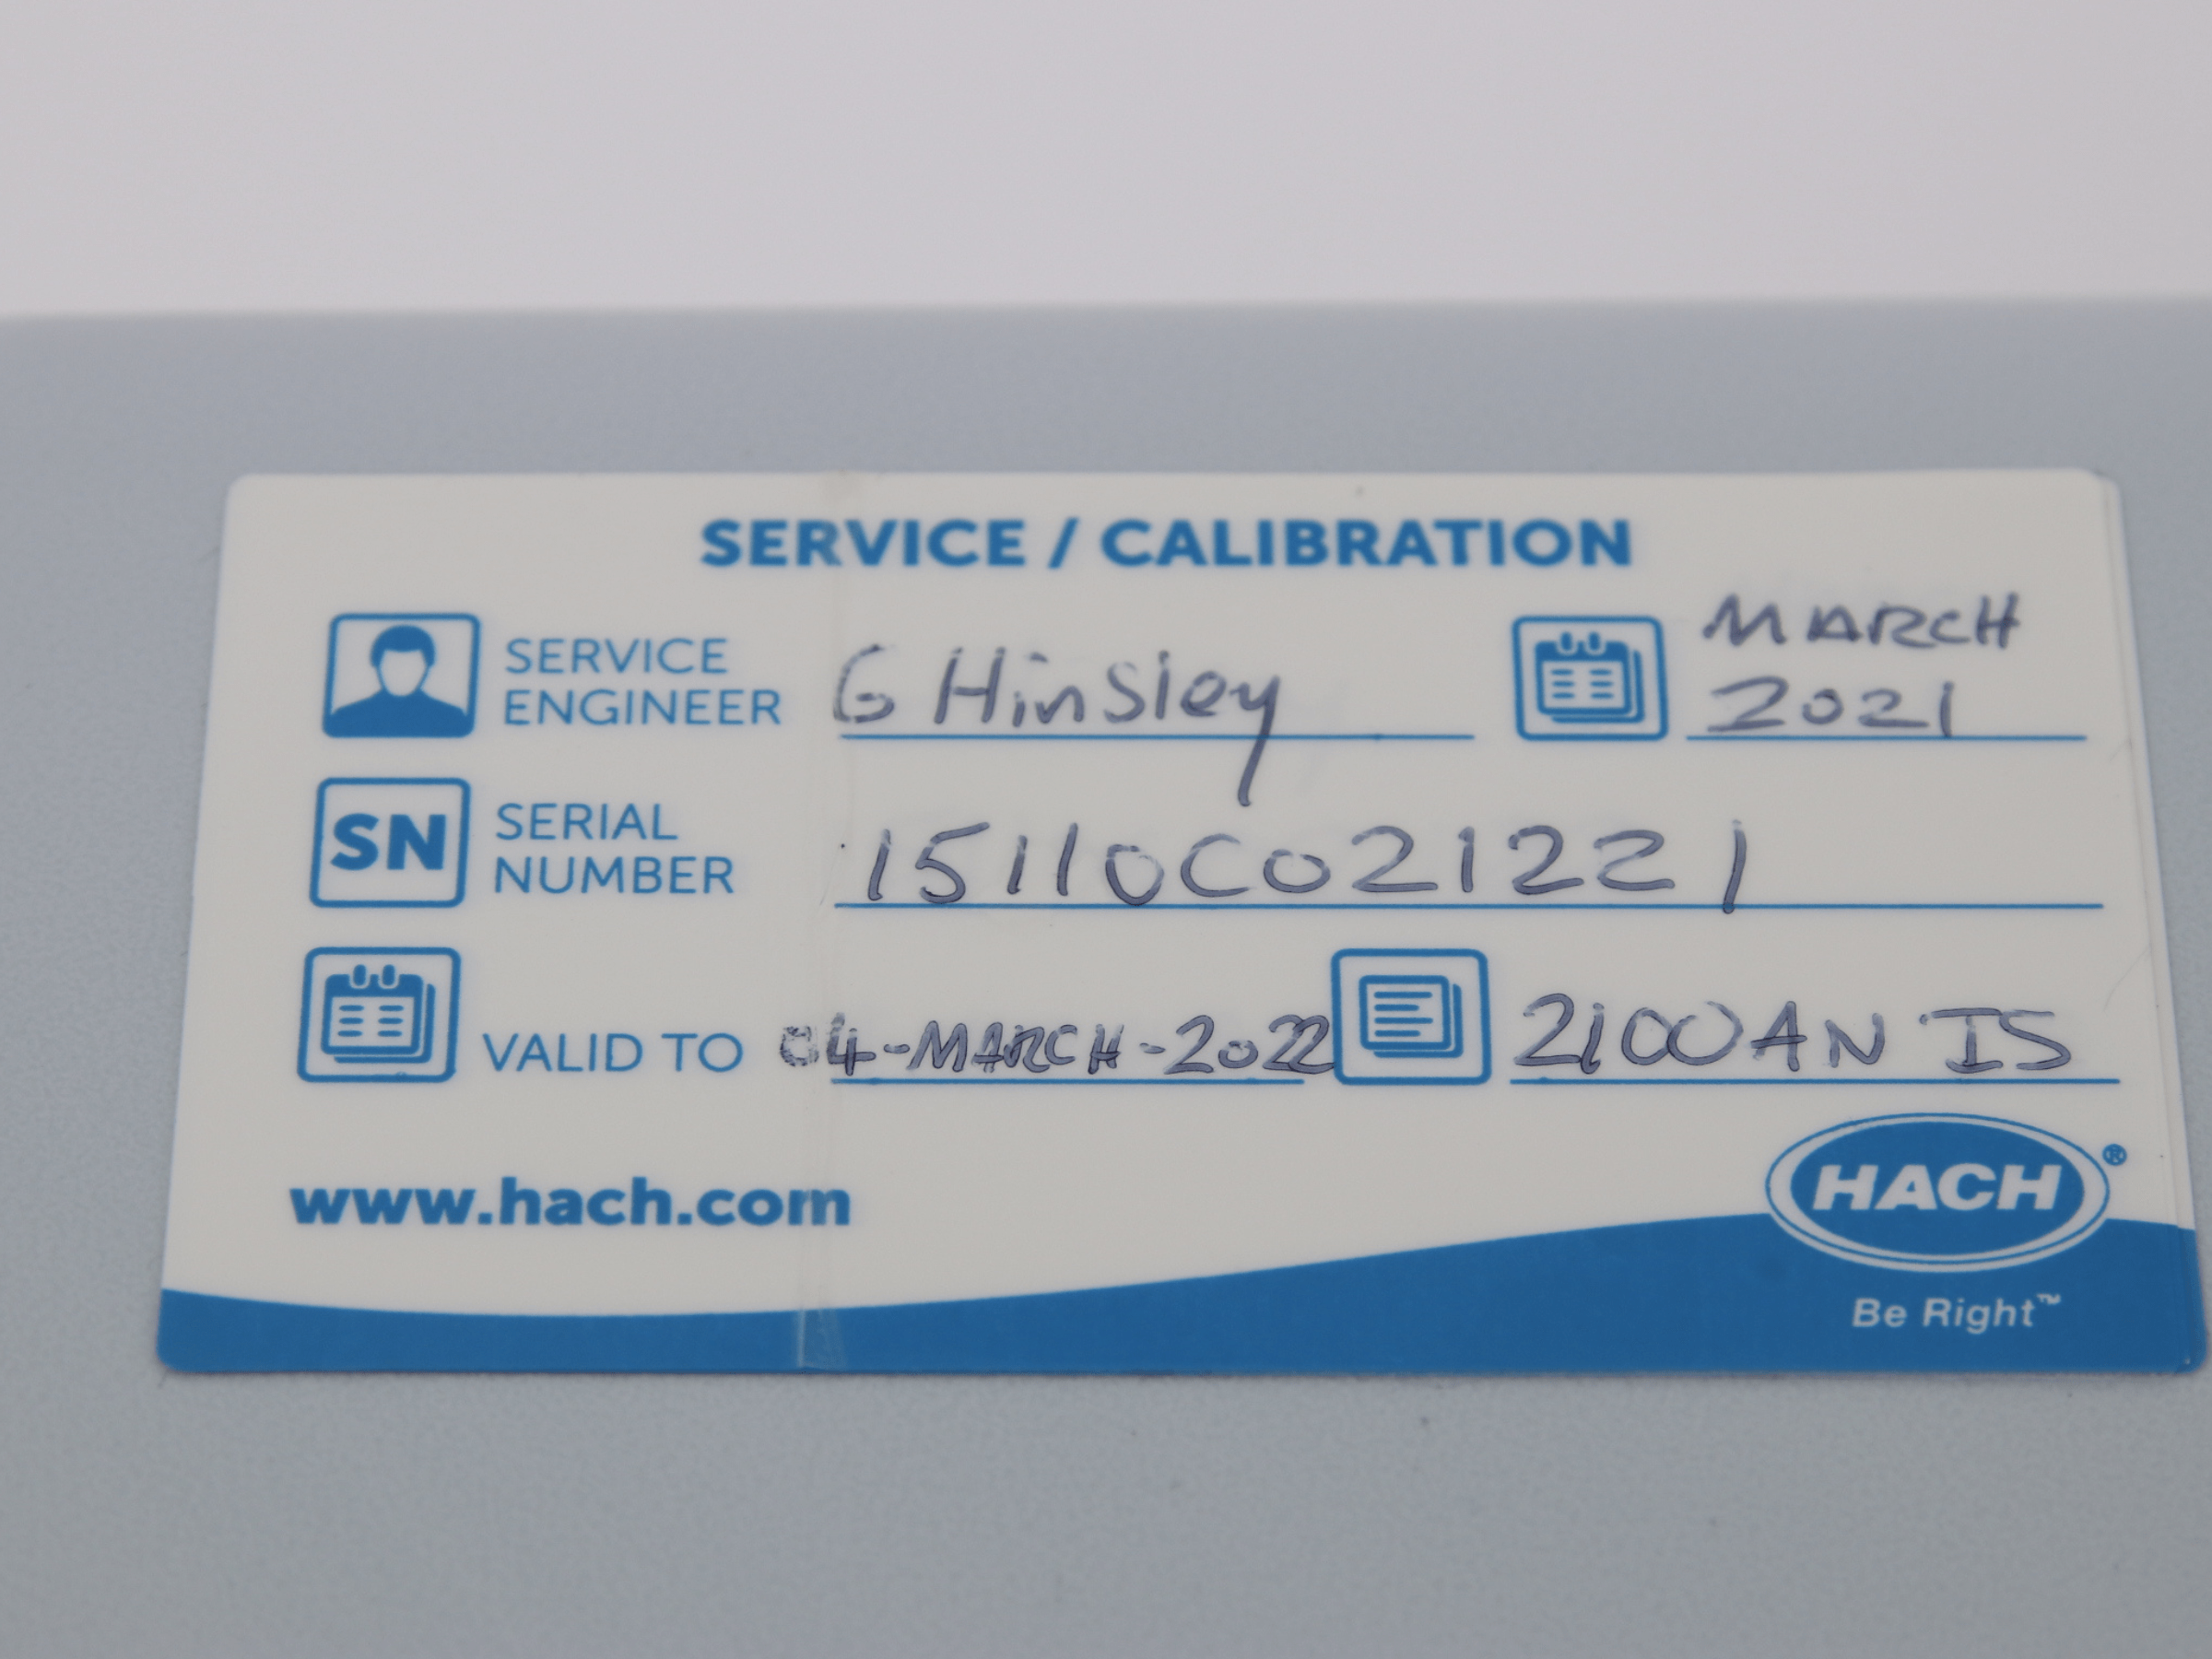 SERVICE / CALIBRATION
SERVICE ENGINEER G Hinsley MARCH 2021
SN SERIAL NUMBER 15110C021221
VALID TO 04-MARCH-2022 2100AN IS
www.hach.com
HACH®
Be Right™